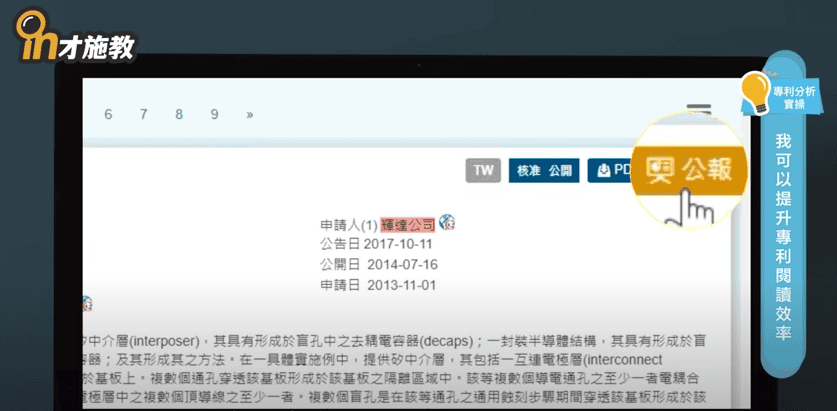 in才施教
專利分析
實操
我可以提升專利閱讀效率
6 7 8 9 »
TW 核准 公開 PD 公報
申請人(1) 輝達公司
公告日 2017-10-11
公開日 2014-07-16
申請日 2013-11-01
中介層(interposer)，其具有形成於盲孔中之去耦電容器(decaps)；一封裝半導體結構，其具有形成於盲
容器；及其形成其之方法。在一具體實施例中，提供矽中介層，其包括一互連電極層(interconnect
於基板上。複數個通孔穿透該基板形成於該基板之隔離區域中。該等複數個導電通孔之至少一者電耦合
電極層中之複數個頂導線之至少一者。複數個盲孔是在該等通孔之通用蝕刻步驟期間穿透該基板形成於該